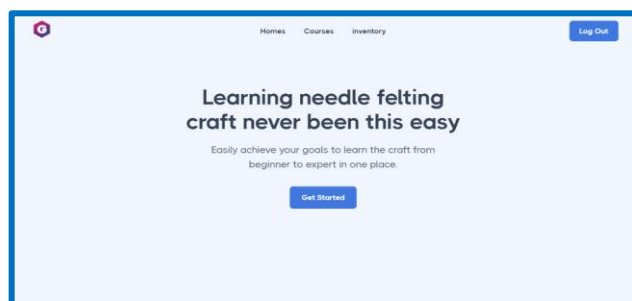 G
Homes Courses inventory
Log Out
Learning needle felting
craft never been this easy
Easily achieve your goals to learn the craft from
beginner to expert in one place.
Get Started